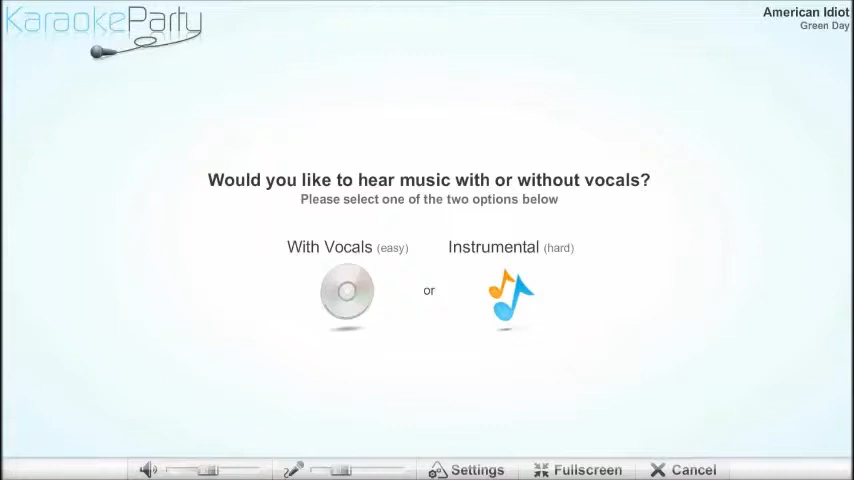 KaraokeParty
American Idiot
Green Day
Would you like to hear music with or without vocals?
Please select one of the two options below
With Vocals (easy)
Instrumental (hard)
or
Settings
Fullscreen
Cancel